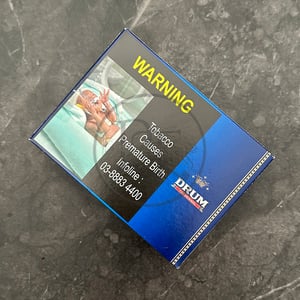 WARNING
Tobacco
Causes
Premature Birth
Infoline :
03-8883 4400
DRUM